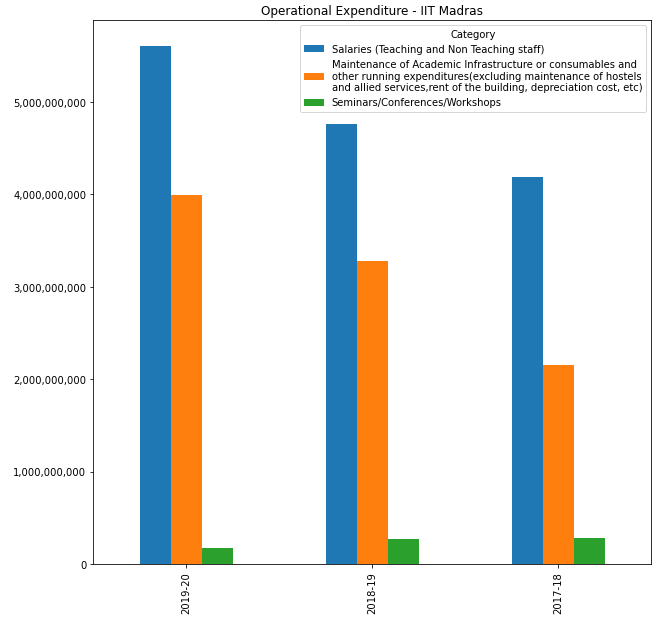 Operational Expenditure - IIT Madras
Category
Salaries (Teaching and Non Teaching staff)
Maintenance of Academic Infrastructure or consumables and
other running expenditures(excluding maintenance of hostels
and allied services,rent of the building, depreciation cost, etc)
Seminars/Conferences/Workshops
5,000,000,000
4,000,000,000
3,000,000,000
2,000,000,000
1,000,000,000
0
2019-20
2018-19
2017-18